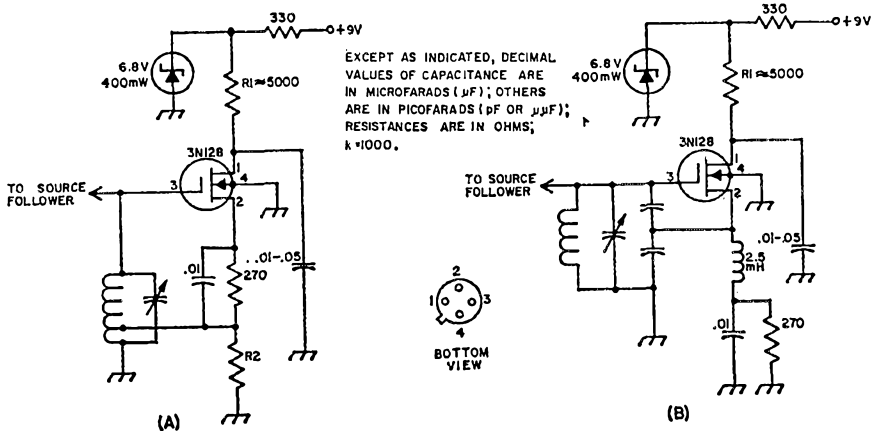 330
+9V
6.8V
400mW
R1≈5000
3N128
1
4
3
2
TO SOURCE
FOLLOWER
.01
270
.01-.05
R2
(A)
EXCEPT AS INDICATED, DECIMAL
VALUES OF CAPACITANCE ARE
IN MICROFARADS (µF); OTHERS
ARE IN PICOFARADS (pF OR µµF);
RESISTANCES ARE IN OHMS;
k=1000.
2
1
3
4
BOTTOM
VIEW
330
+9V
6.8V
400mW
R1≈5000
3N128
1
4
3
2
TO SOURCE
FOLLOWER
.01-.05
2.5
mH
.01
270
(B)